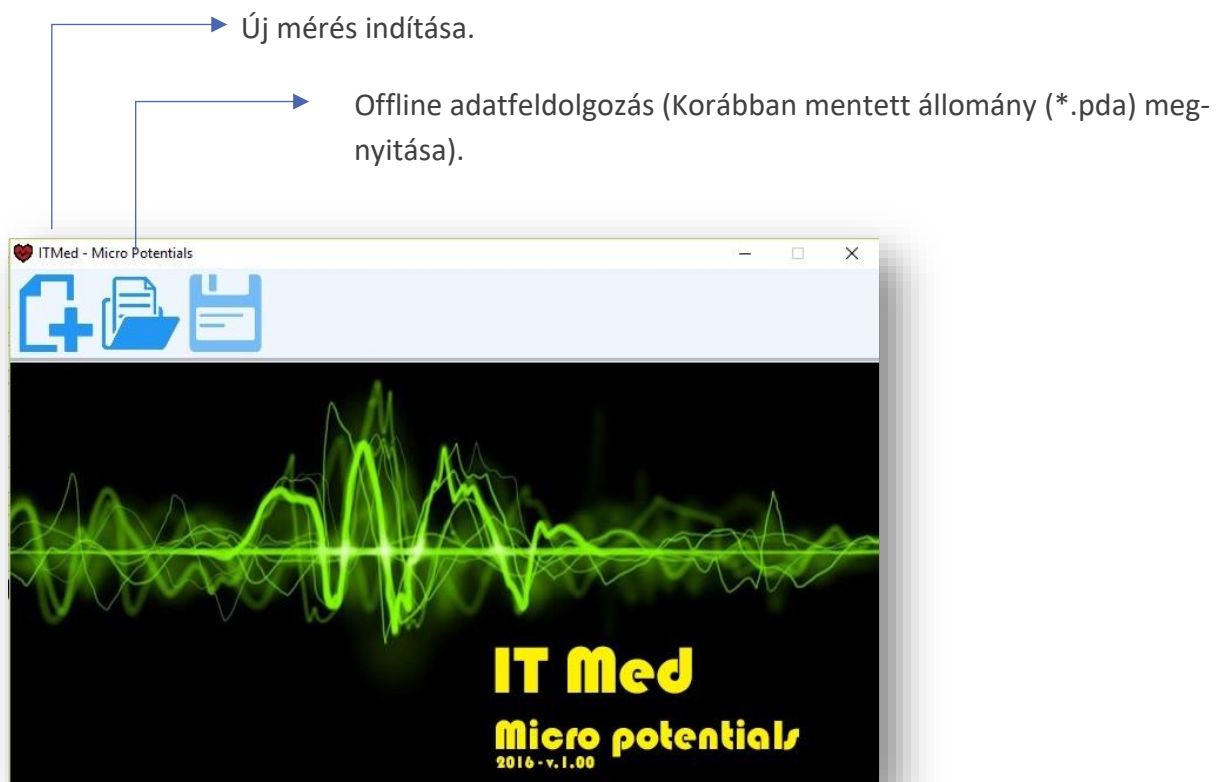 Új mérés indítása.
Offline adatfeldolgozás (Korábban mentett állomány (*.pda) meg-
nyitása).
ITMed - Micro Potentials
IT Med
Micro potentials
2016 - v.1.00